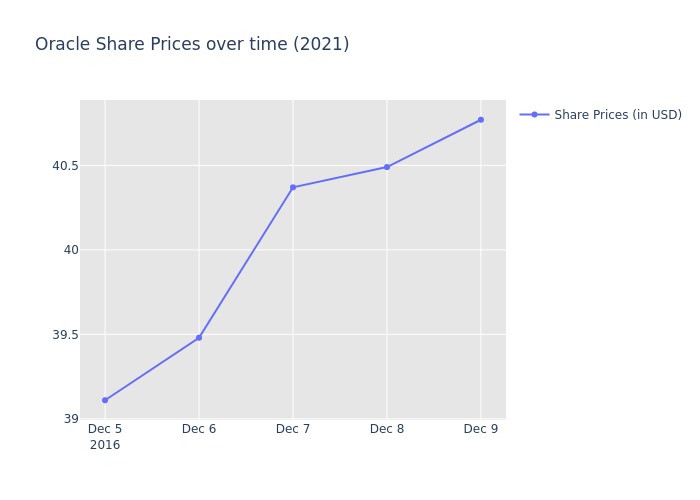 Oracle Share Prices over time (2021)
Share Prices (in USD)
40.5
40
39.5
39
Dec 5 Dec 6 Dec 7 Dec 8 Dec 9
2016